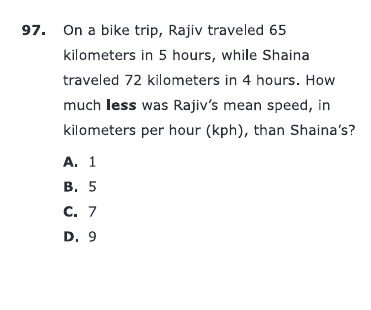 97. On a bike trip, Rajiv traveled 65
kilometers in 5 hours, while Shaina
traveled 72 kilometers in 4 hours. How
much less was Rajiv's mean speed, in
kilometers per hour (kph), than Shaina's?
A. 1
B. 5
C. 7
D. 9